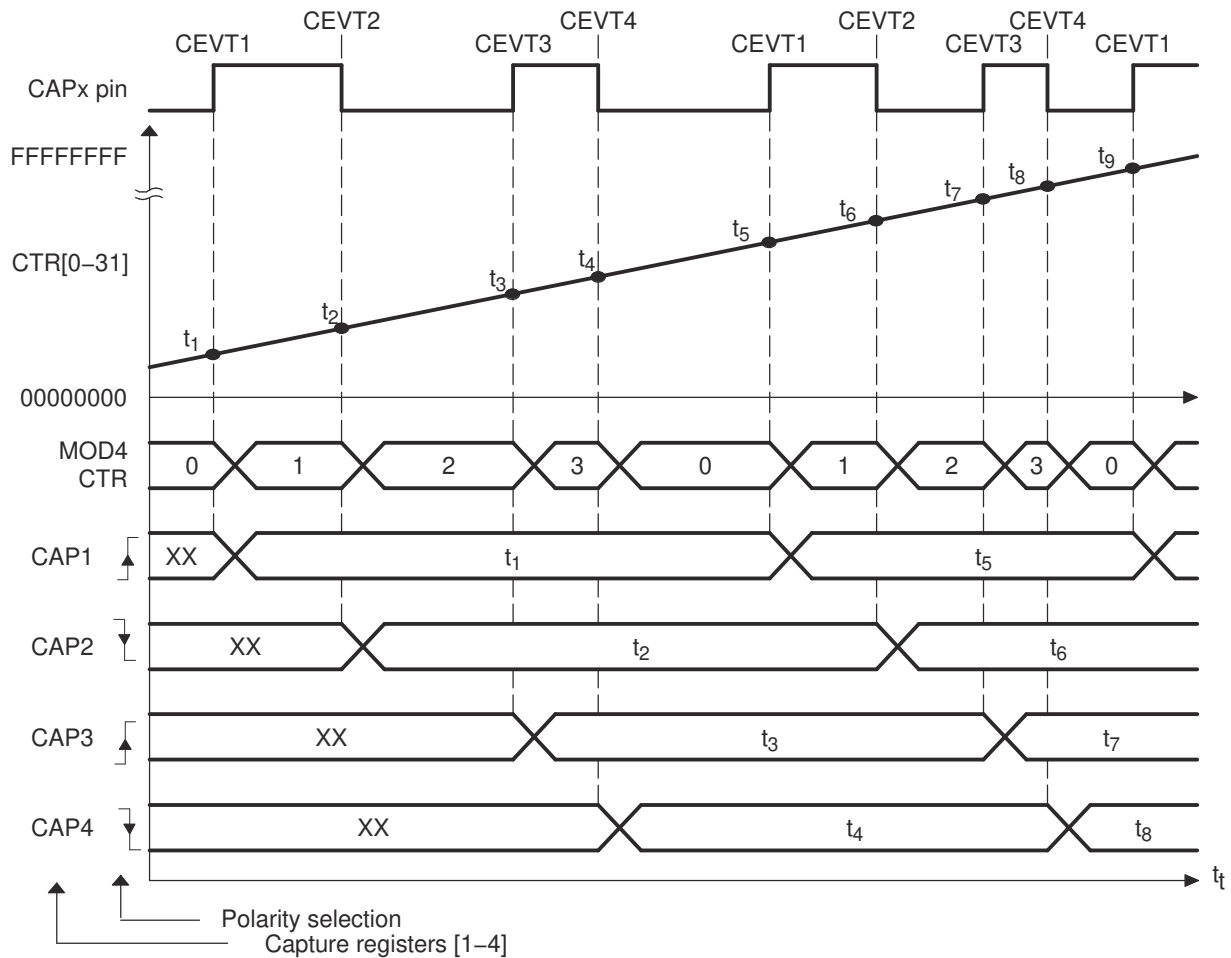 CEVT2 CEVT4 CEVT2 CEVT4
CEVT1 CEVT3 CEVT1 CEVT3 CEVT1
CAPx pin
FFFFFFFF
CTR[0–31]
t1 t2 t3 t4 t5 t6 t7 t8 t9
00000000
MOD4
CTR
0 1 2 3 0 1 2 3 0
CAP1 XX t1 t5
CAP2 XX t2 t6
CAP3 XX t3 t7
CAP4 XX t4 t8
tt
Polarity selection
Capture registers [1–4]